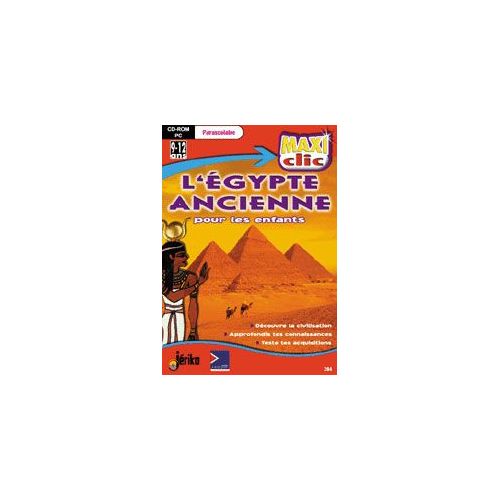 CD-ROM
PC
Parascolaire
9-12
ans
MAXI
clic
L'ÉGYPTE
ANCIENNE
pour les enfants
Découvre la civilisation
Approfondis tes connaissances
Teste tes acquisitions
Jériko